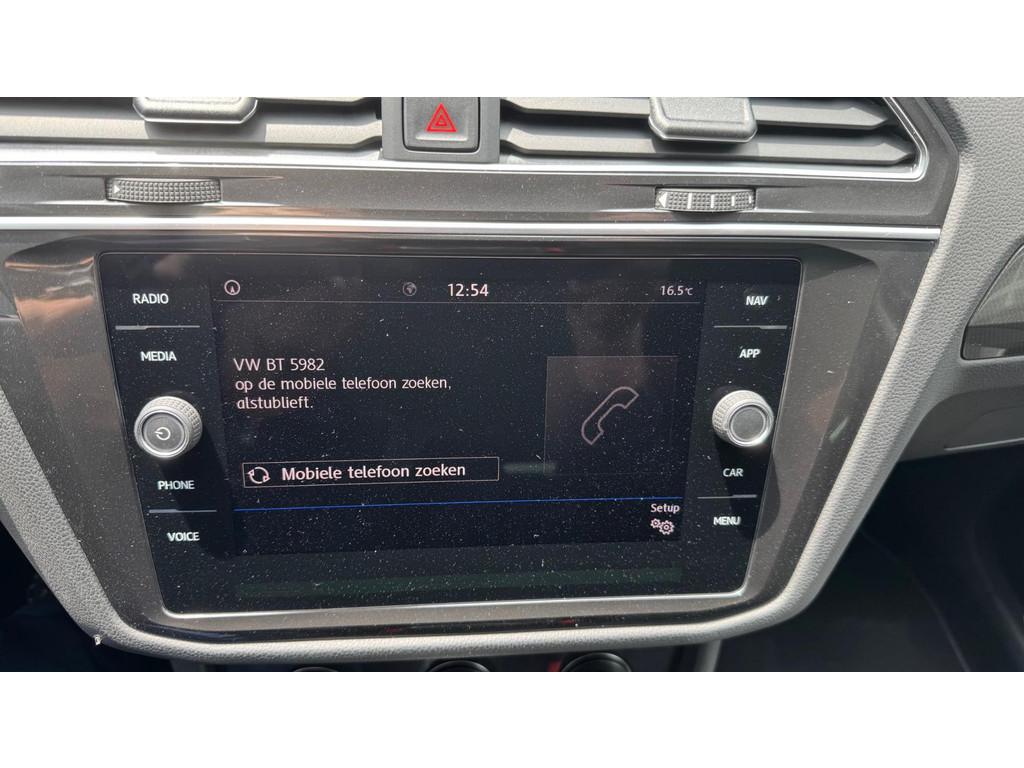 12:54
16.5°C
RADIO
MEDIA
PHONE
VOICE
VW BT 5982
op de mobiele telefoon zoeken,
alstublieft.
Mobiele telefoon zoeken
Setup
NAV
APP
CAR
MENU